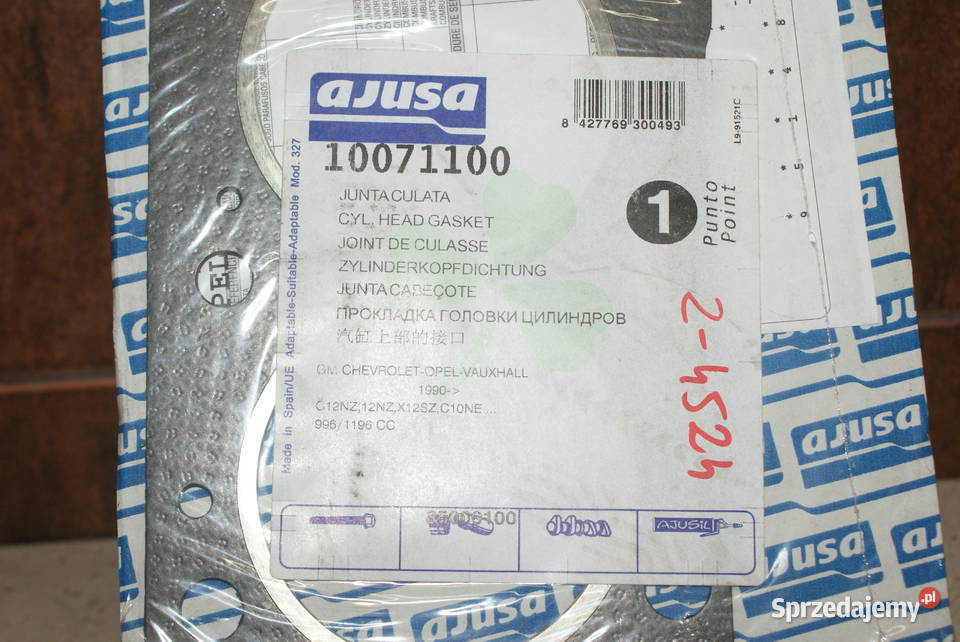 ajusa
10071100
8 427769 300493
L9-91521C
JUNTA CULATA
CYL. HEAD GASKET
JOINT DE CULASSE
ZYLINDERKOPFDICHTUNG
JUNTA CABEÇOTE
ПРОКЛАДКА ГОЛОВКИ ЦИЛИНДРОВ
汽缸上部的接口
1
Punto
Point
GM CHEVROLET-OPEL-VAUXHALL
1990->
C12NZ,12NZ,X12SZ,C10NE...
996/1196 CC
2-4524
Made in Spain/UE Adaptable-Suitable-Adaptable Mod. 327
AJUSIL
ajusa
ajusa
ajusa
ajusa
Sprzedajemy.pl